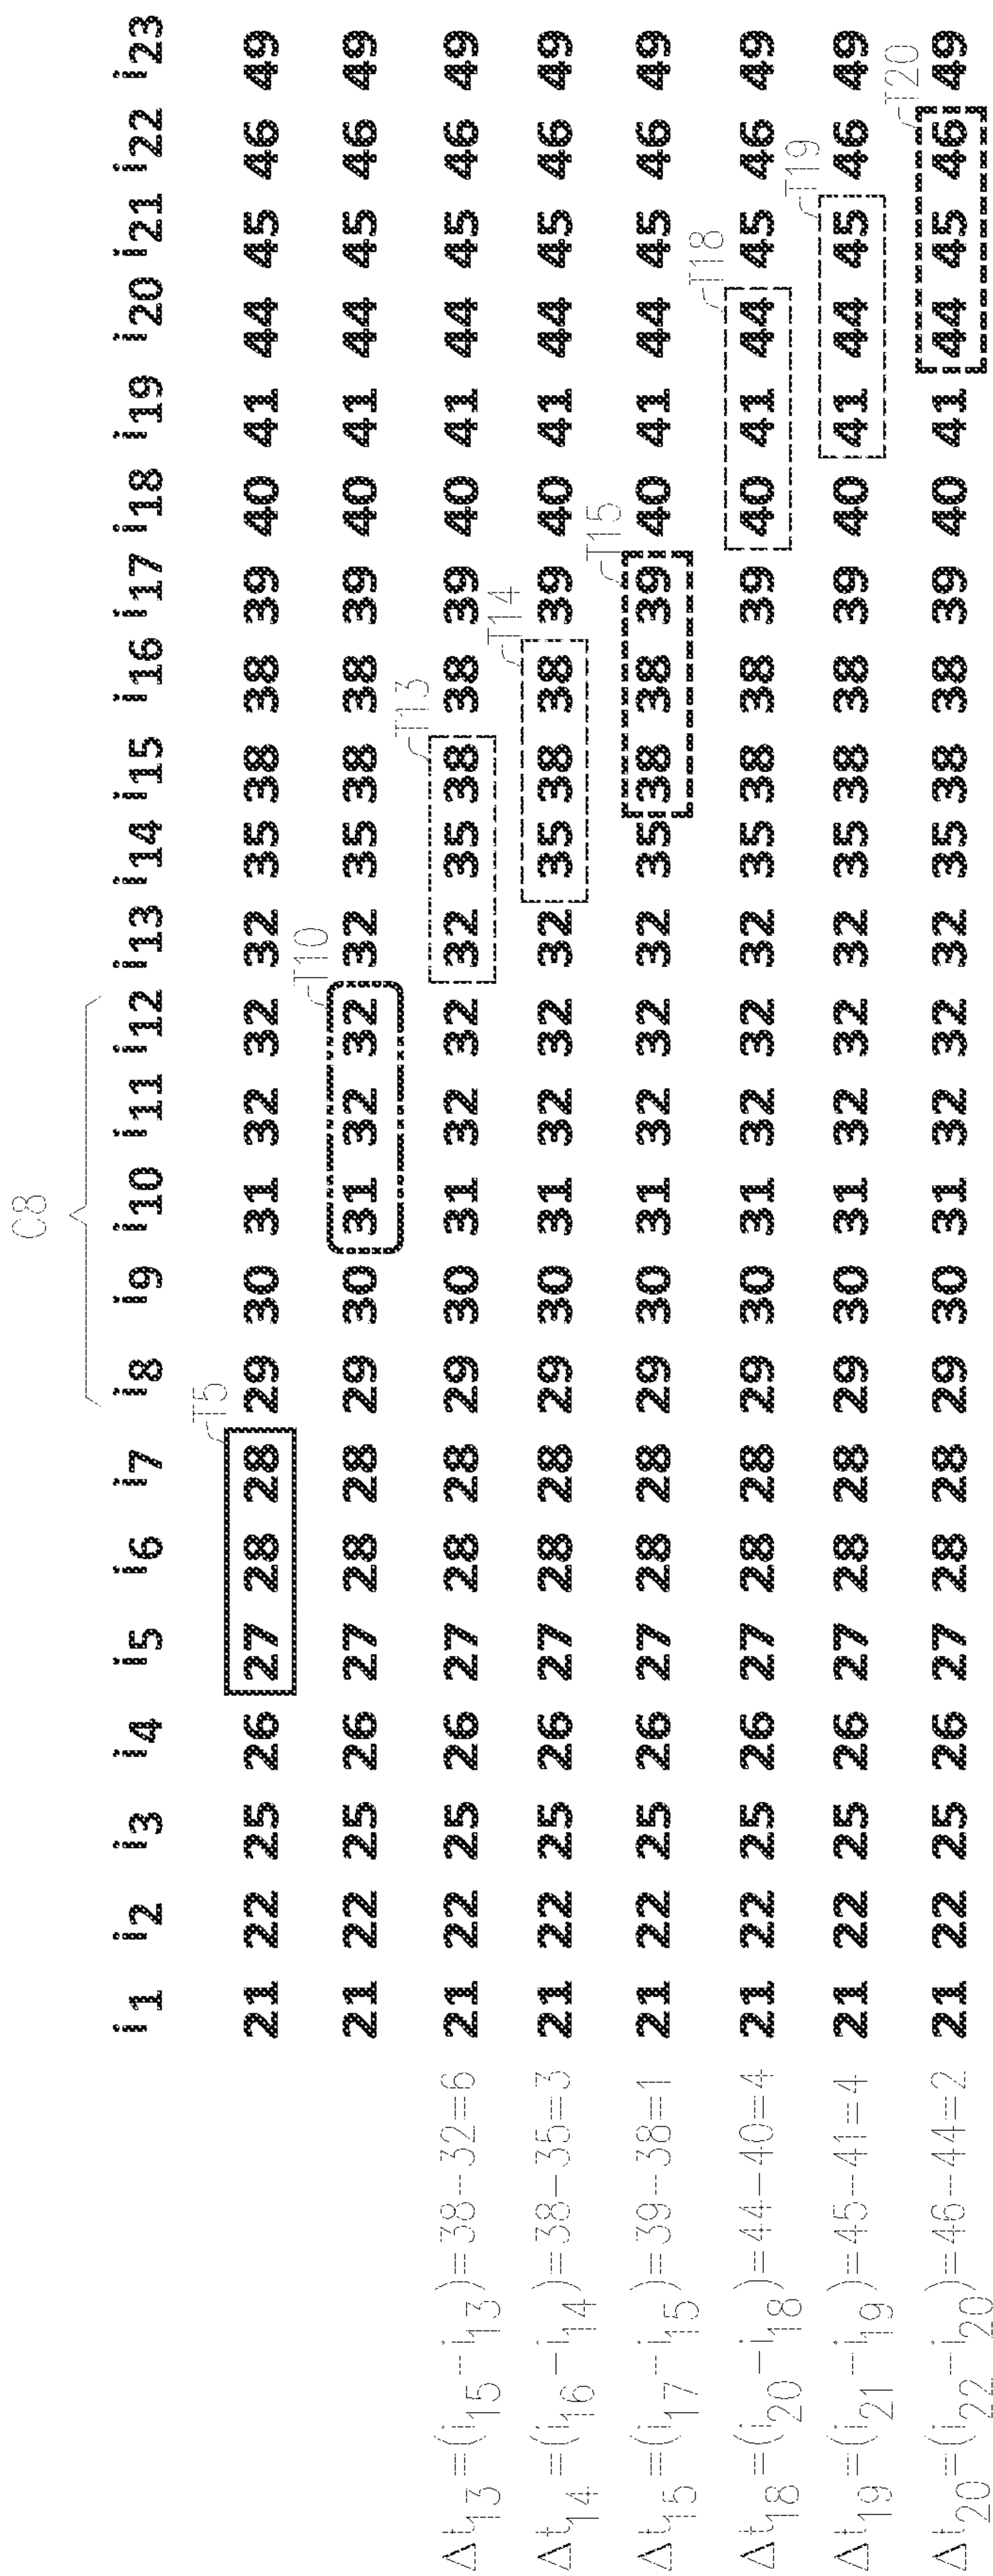 C8
i1 i2 i3 i4 i5 i6 i7 i8 i9 i10 i11 i12 i13 i14 i15 i16 i17 i18 i19 i20 i21 i22 i23
T5
21 22 25 26 27 28 28 29 30 31 32 32 32 35 38 38 39 40 41 44 45 46 49
T10
21 22 25 26 27 28 28 29 30 31 32 32 32 35 38 38 39 40 41 44 45 46 49
T13
Δt13=(i15-i13)=38-32=6 21 22 25 26 27 28 28 29 30 31 32 32 32 35 38 38 39 40 41 44 45 46 49
T14
Δt14=(i16-i14)=38-35=3 21 22 25 26 27 28 28 29 30 31 32 32 32 35 38 38 39 40 41 44 45 46 49
T15
Δt15=(i17-i15)=39-38=1 21 22 25 26 27 28 28 29 30 31 32 32 32 35 38 38 39 40 41 44 45 46 49
T18
Δt18=(i20-i18)=44-40=4 21 22 25 26 27 28 28 29 30 31 32 32 32 35 38 38 39 40 41 44 45 46 49
T19
Δt19=(i21-i19)=45-41=4 21 22 25 26 27 28 28 29 30 31 32 32 32 35 38 38 39 40 41 44 45 46 49
T20
Δt20=(i22-i20)=46-44=2 21 22 25 26 27 28 28 29 30 31 32 32 32 35 38 38 39 40 41 44 45 46 49